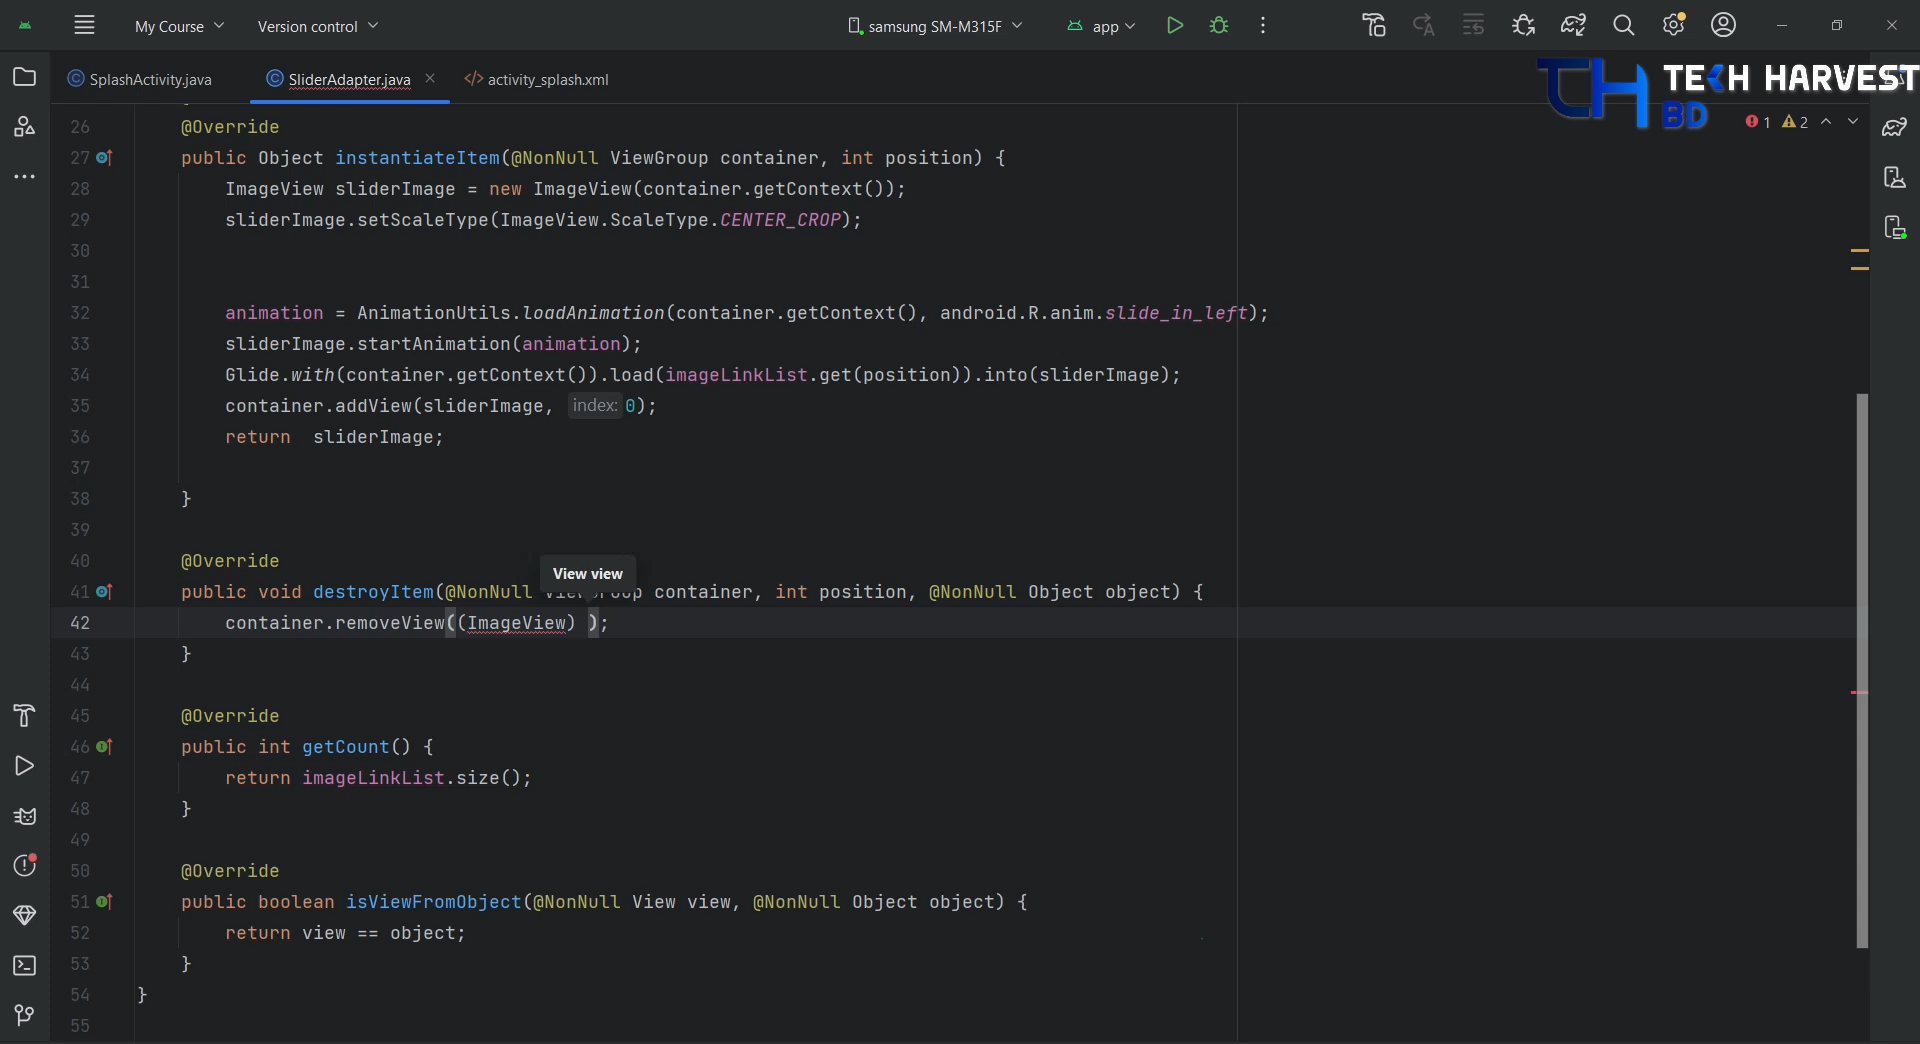 My Course
Version control
samsung SM-M315F
app
SplashActivity.java
SliderAdapter.java
activity_splash.xml
TECH HARVEST
BD
1
2
26 @Override
27 public Object instantiateItem(@NonNull ViewGroup container, int position) {
28 ImageView sliderImage = new ImageView(container.getContext());
29 sliderImage.setScaleType(ImageView.ScaleType.CENTER_CROP);
30
31
32 animation = AnimationUtils.loadAnimation(container.getContext(), android.R.anim.slide_in_left);
33 sliderImage.startAnimation(animation);
34 Glide.with(container.getContext()).load(imageLinkList.get(position)).into(sliderImage);
35 container.addView(sliderImage, index: 0);
36 return  sliderImage;
37
38 }
39
40 @Override
View view
41 public void destroyItem(@NonNull ViewGroup container, int position, @NonNull Object object) {
42 container.removeView((ImageView) );
43 }
44
45 @Override
46 public int getCount() {
47 return imageLinkList.size();
48 }
49
50 @Override
51 public boolean isViewFromObject(@NonNull View view, @NonNull Object object) {
52 return view == object;
53 }
54 }
55